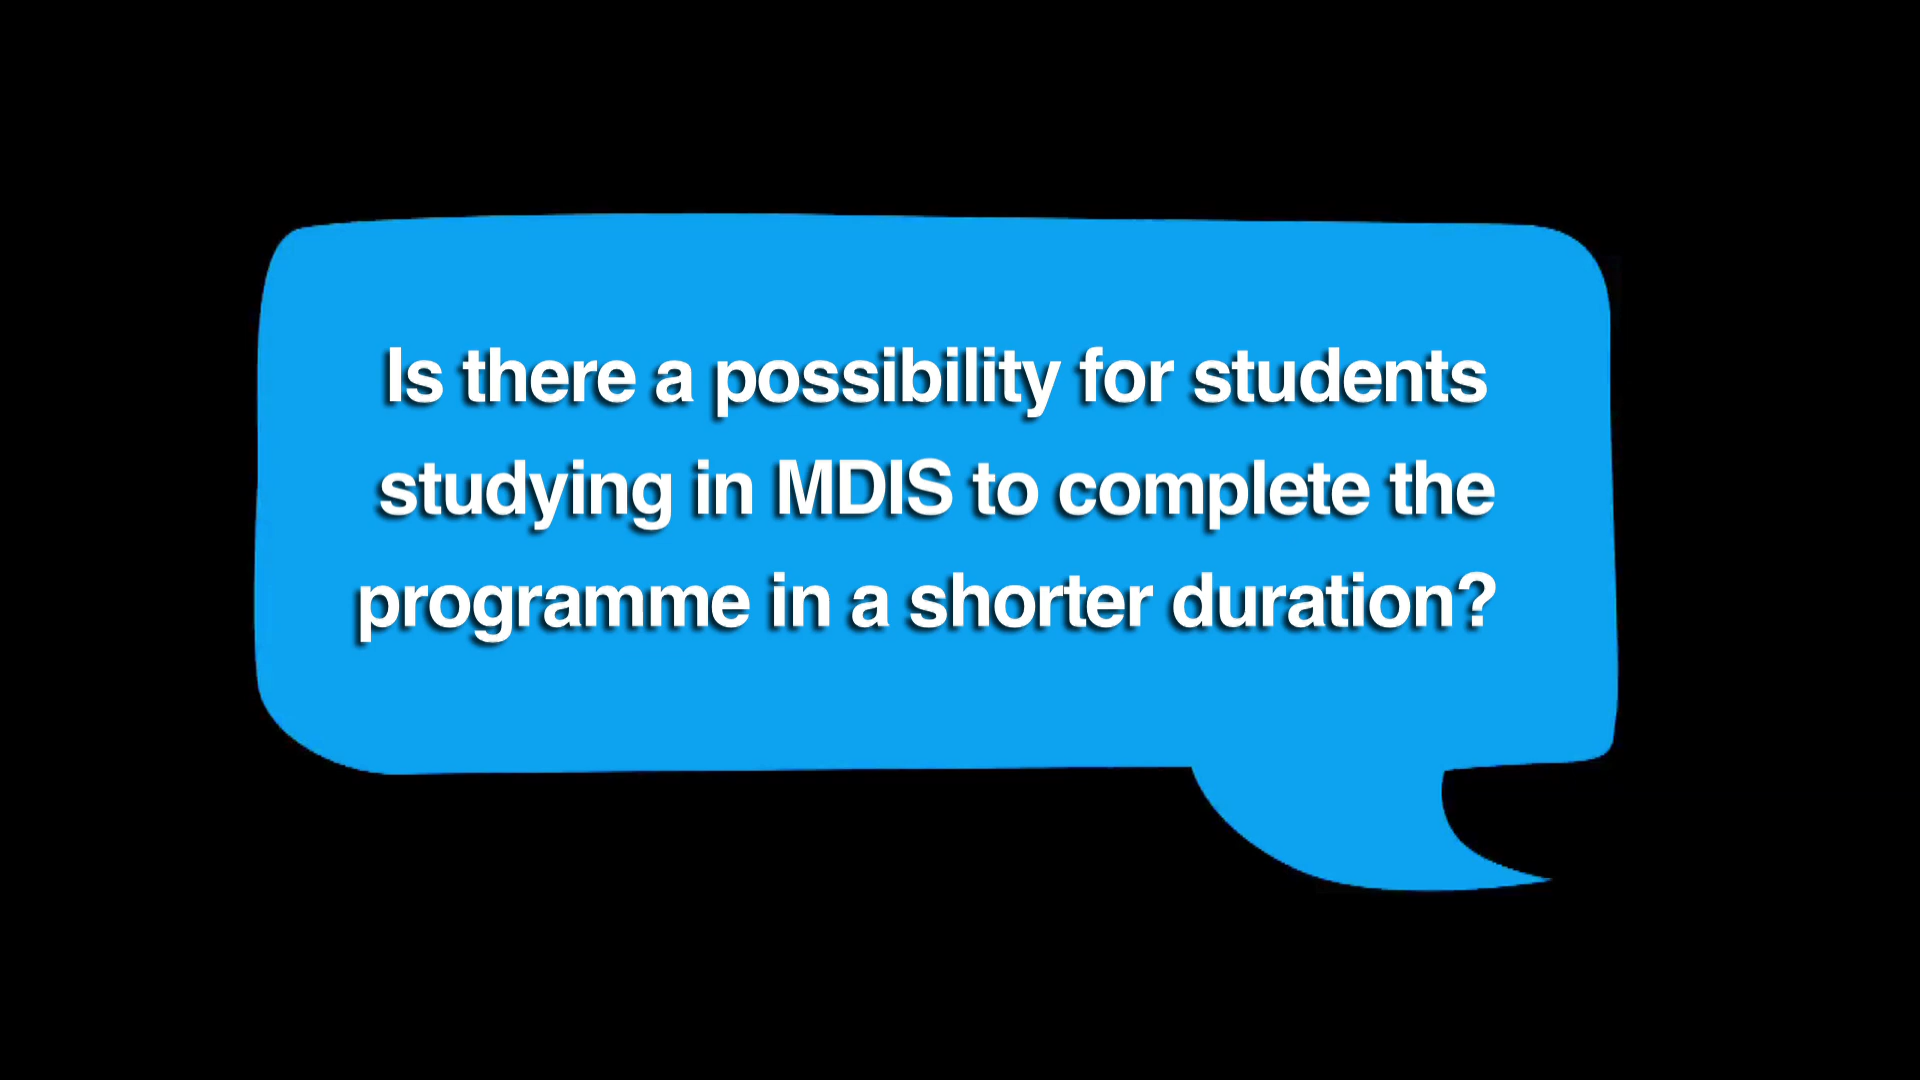 Is there a possibility for students
studying in MDIS to complete the
programme in a shorter duration?